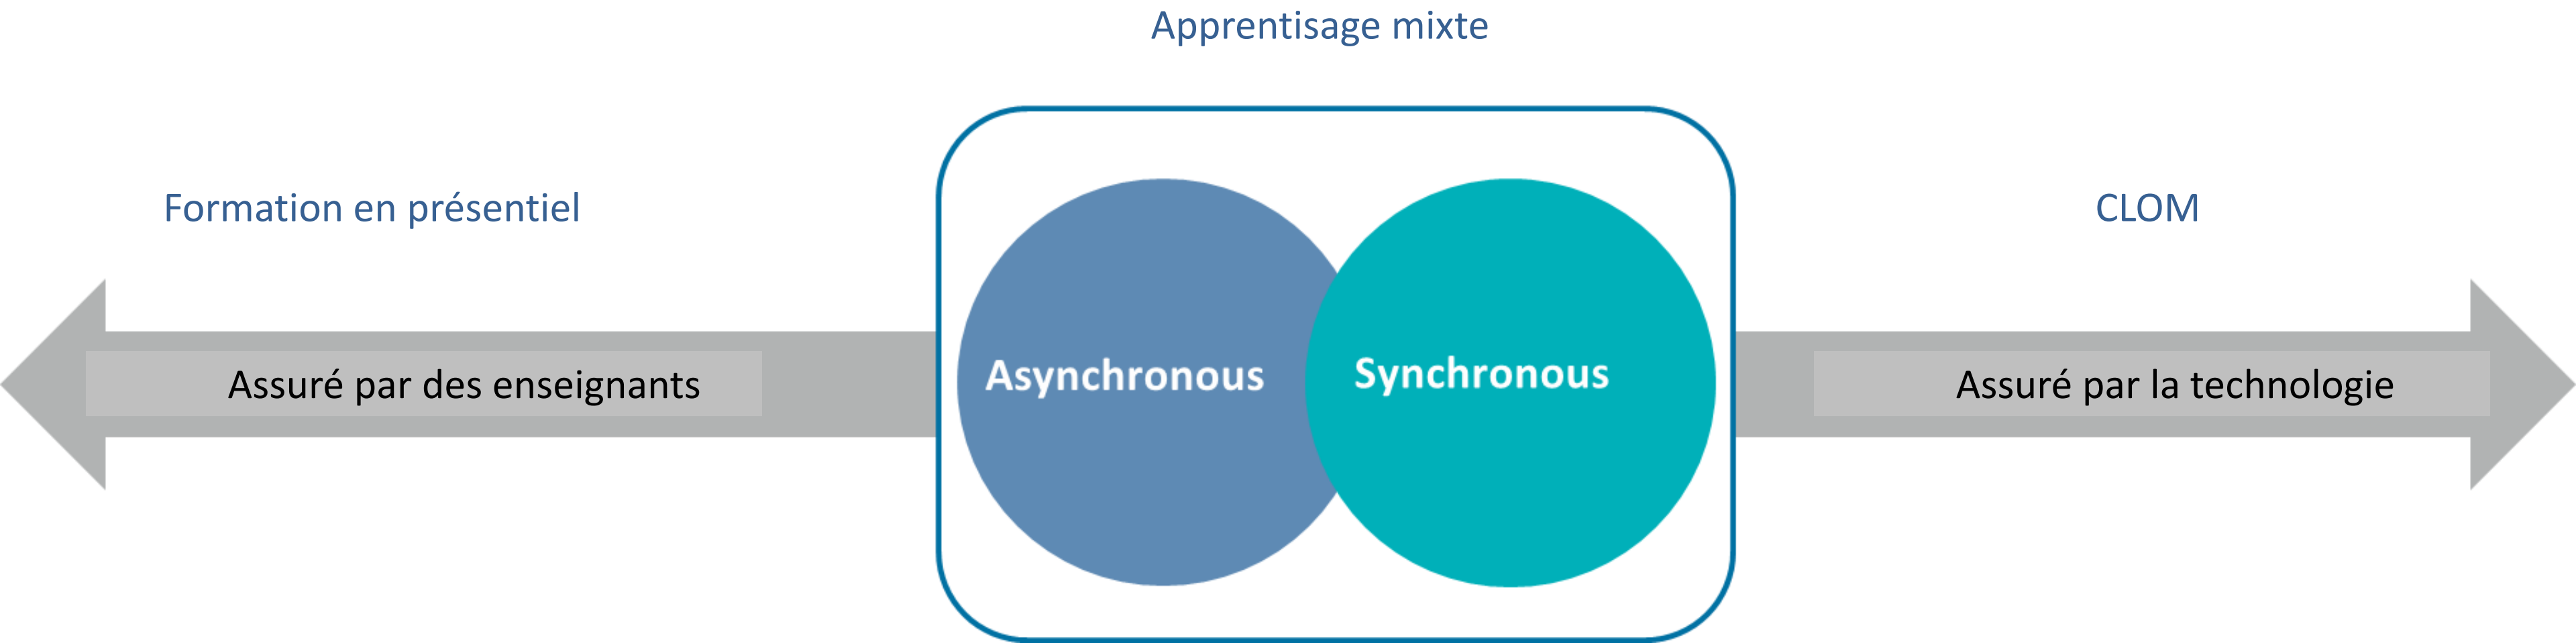 Apprentisage mixte
Formation en présentiel
CLOM
Assuré par des enseignants
Asynchronous
Synchronous
Assuré par la technologie